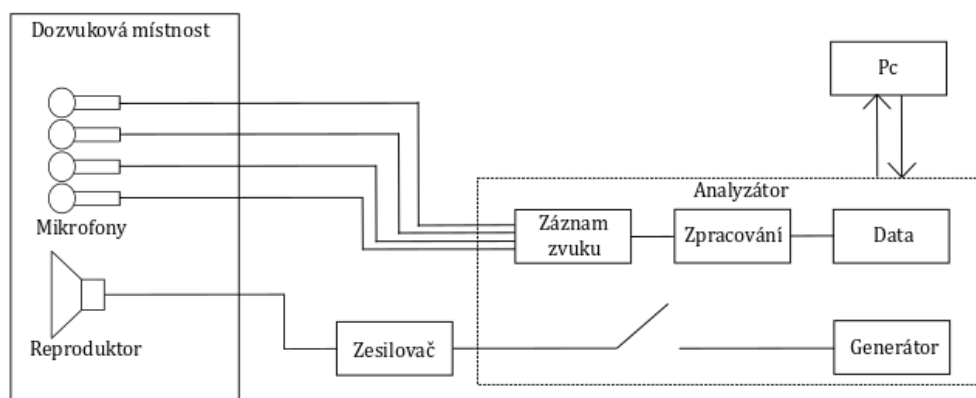 Dozvuková místnost
Mikrofony
Reproduktor
Zesilovač
Pc
Analyzátor
Záznam
zvuku
Zpracování
Data
Generátor